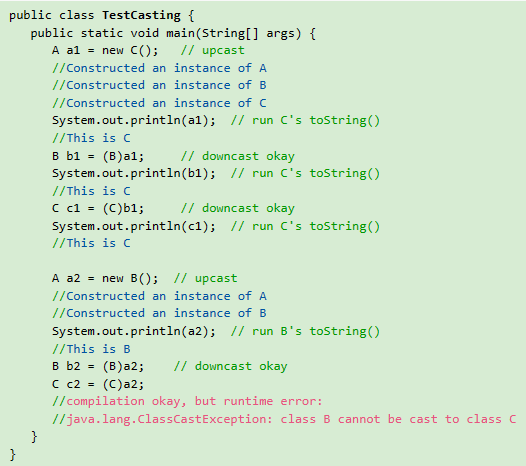 public class TestCasting {
   public static void main(String[] args) {
      A a1 = new C();   // upcast
      //Constructed an instance of A
      //Constructed an instance of B
      //Constructed an instance of C
      System.out.println(a1);  // run C's toString()
      //This is C
      B b1 = (B)a1;     // downcast okay
      System.out.println(b1);  // run C's toString()
      //This is C
      C c1 = (C)b1;     // downcast okay
      System.out.println(c1);  // run C's toString()
      //This is C

      A a2 = new B();  // upcast
      //Constructed an instance of A
      //Constructed an instance of B
      System.out.println(a2);  // run B's toString()
      //This is B
      B b2 = (B)a2;    // downcast okay
      C c2 = (C)a2;
      //compilation okay, but runtime error:
      //java.lang.ClassCastException: class B cannot be cast to class C
   }
}